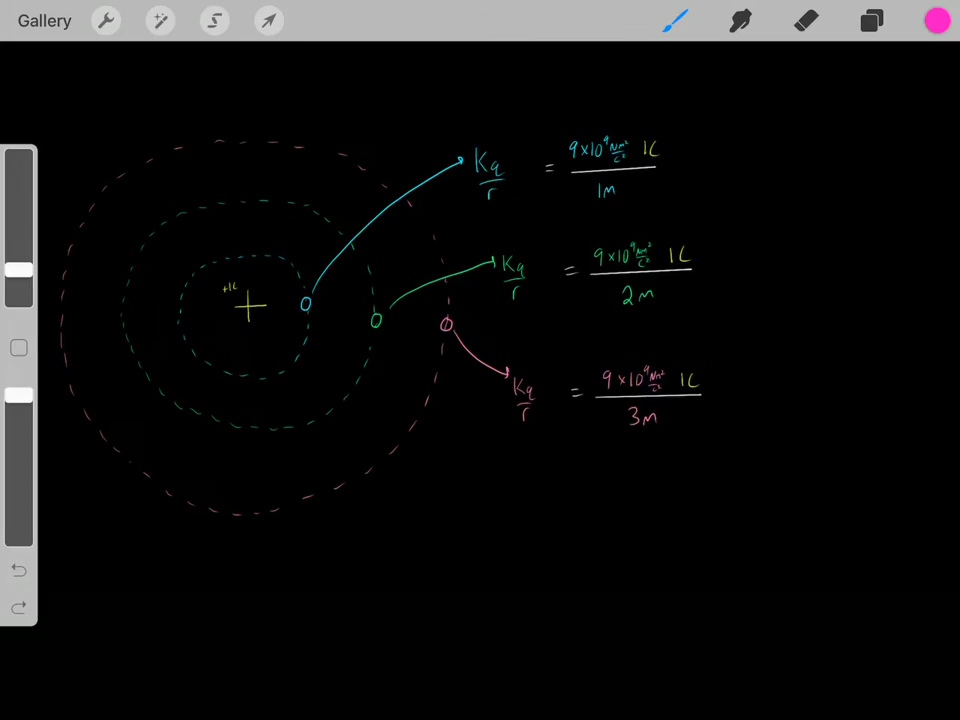 Gallery
Kq/r = 9×10⁹ Nm²/C² 1C / 1m
+1C
Kq/r = 9×10⁹ Nm²/C² 1C / 2m
Kq/r = 9×10⁹ Nm²/C² 1C / 3m